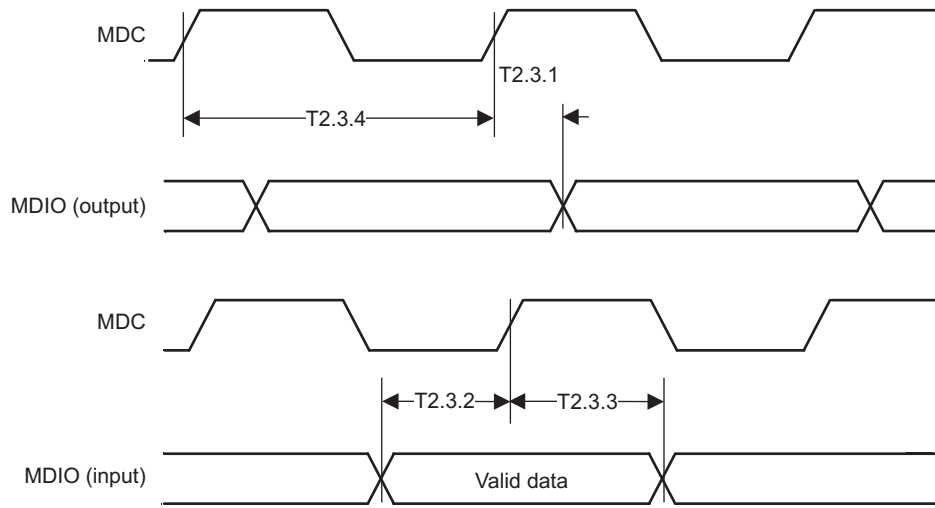 MDC
T2.3.1
T2.3.4
MDIO (output)
MDC
T2.3.2
T2.3.3
MDIO (input)
Valid data